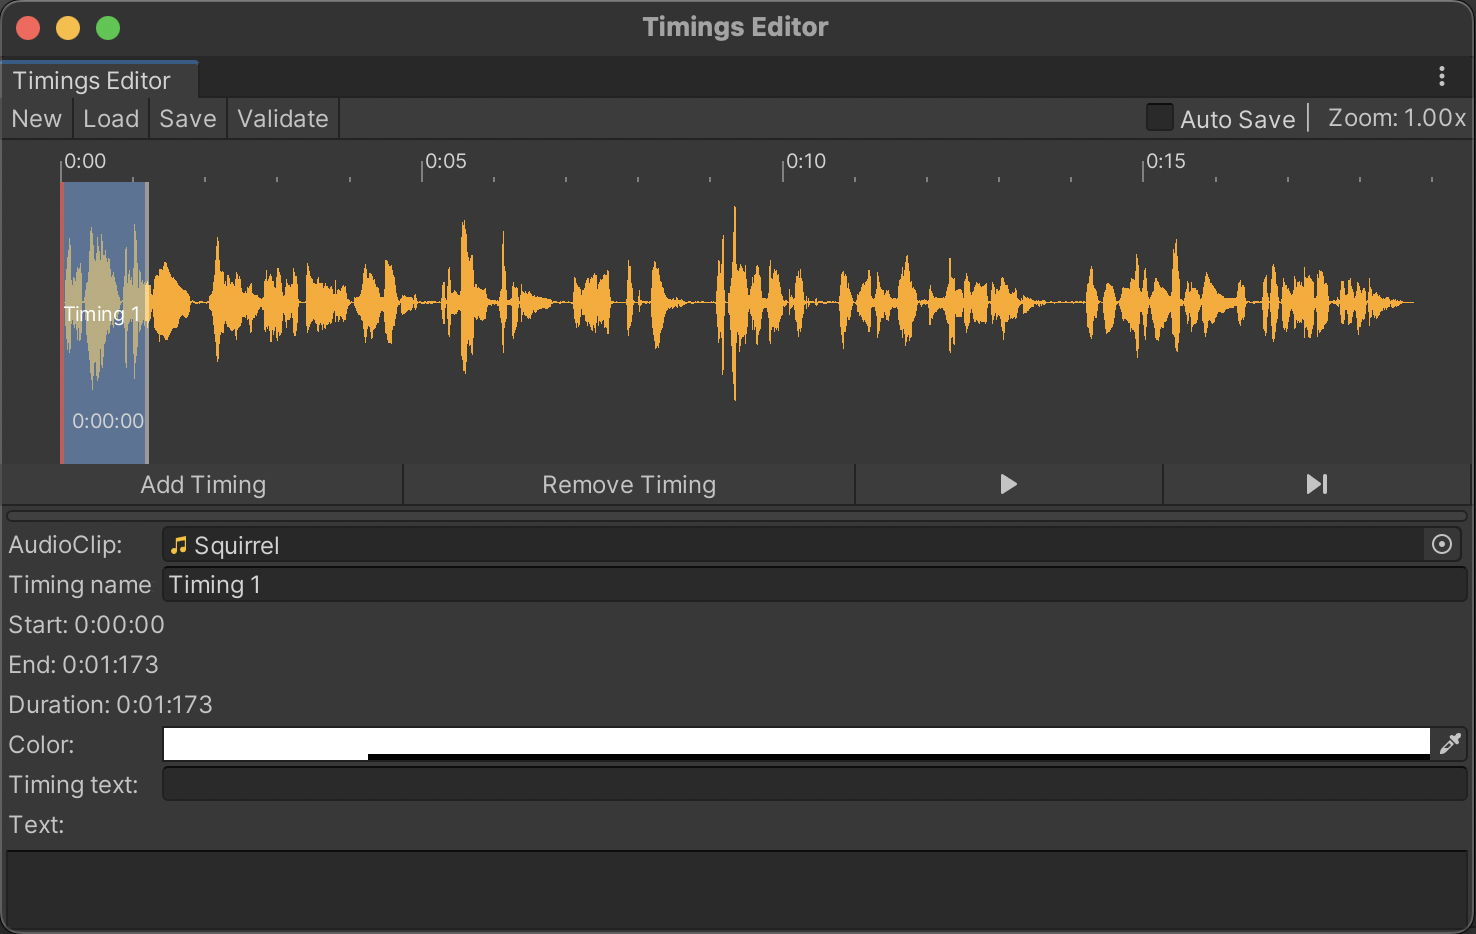 Timings Editor
Timings Editor
New Load Save Validate Auto Save Zoom: 1.00x
0:00 0:05 0:10 0:15
Timing 1
0:00:00
Add Timing Remove Timing
AudioClip: Squirrel
Timing name Timing 1
Start: 0:00:00
End: 0:01:173
Duration: 0:01:173
Color:
Timing text:
Text: